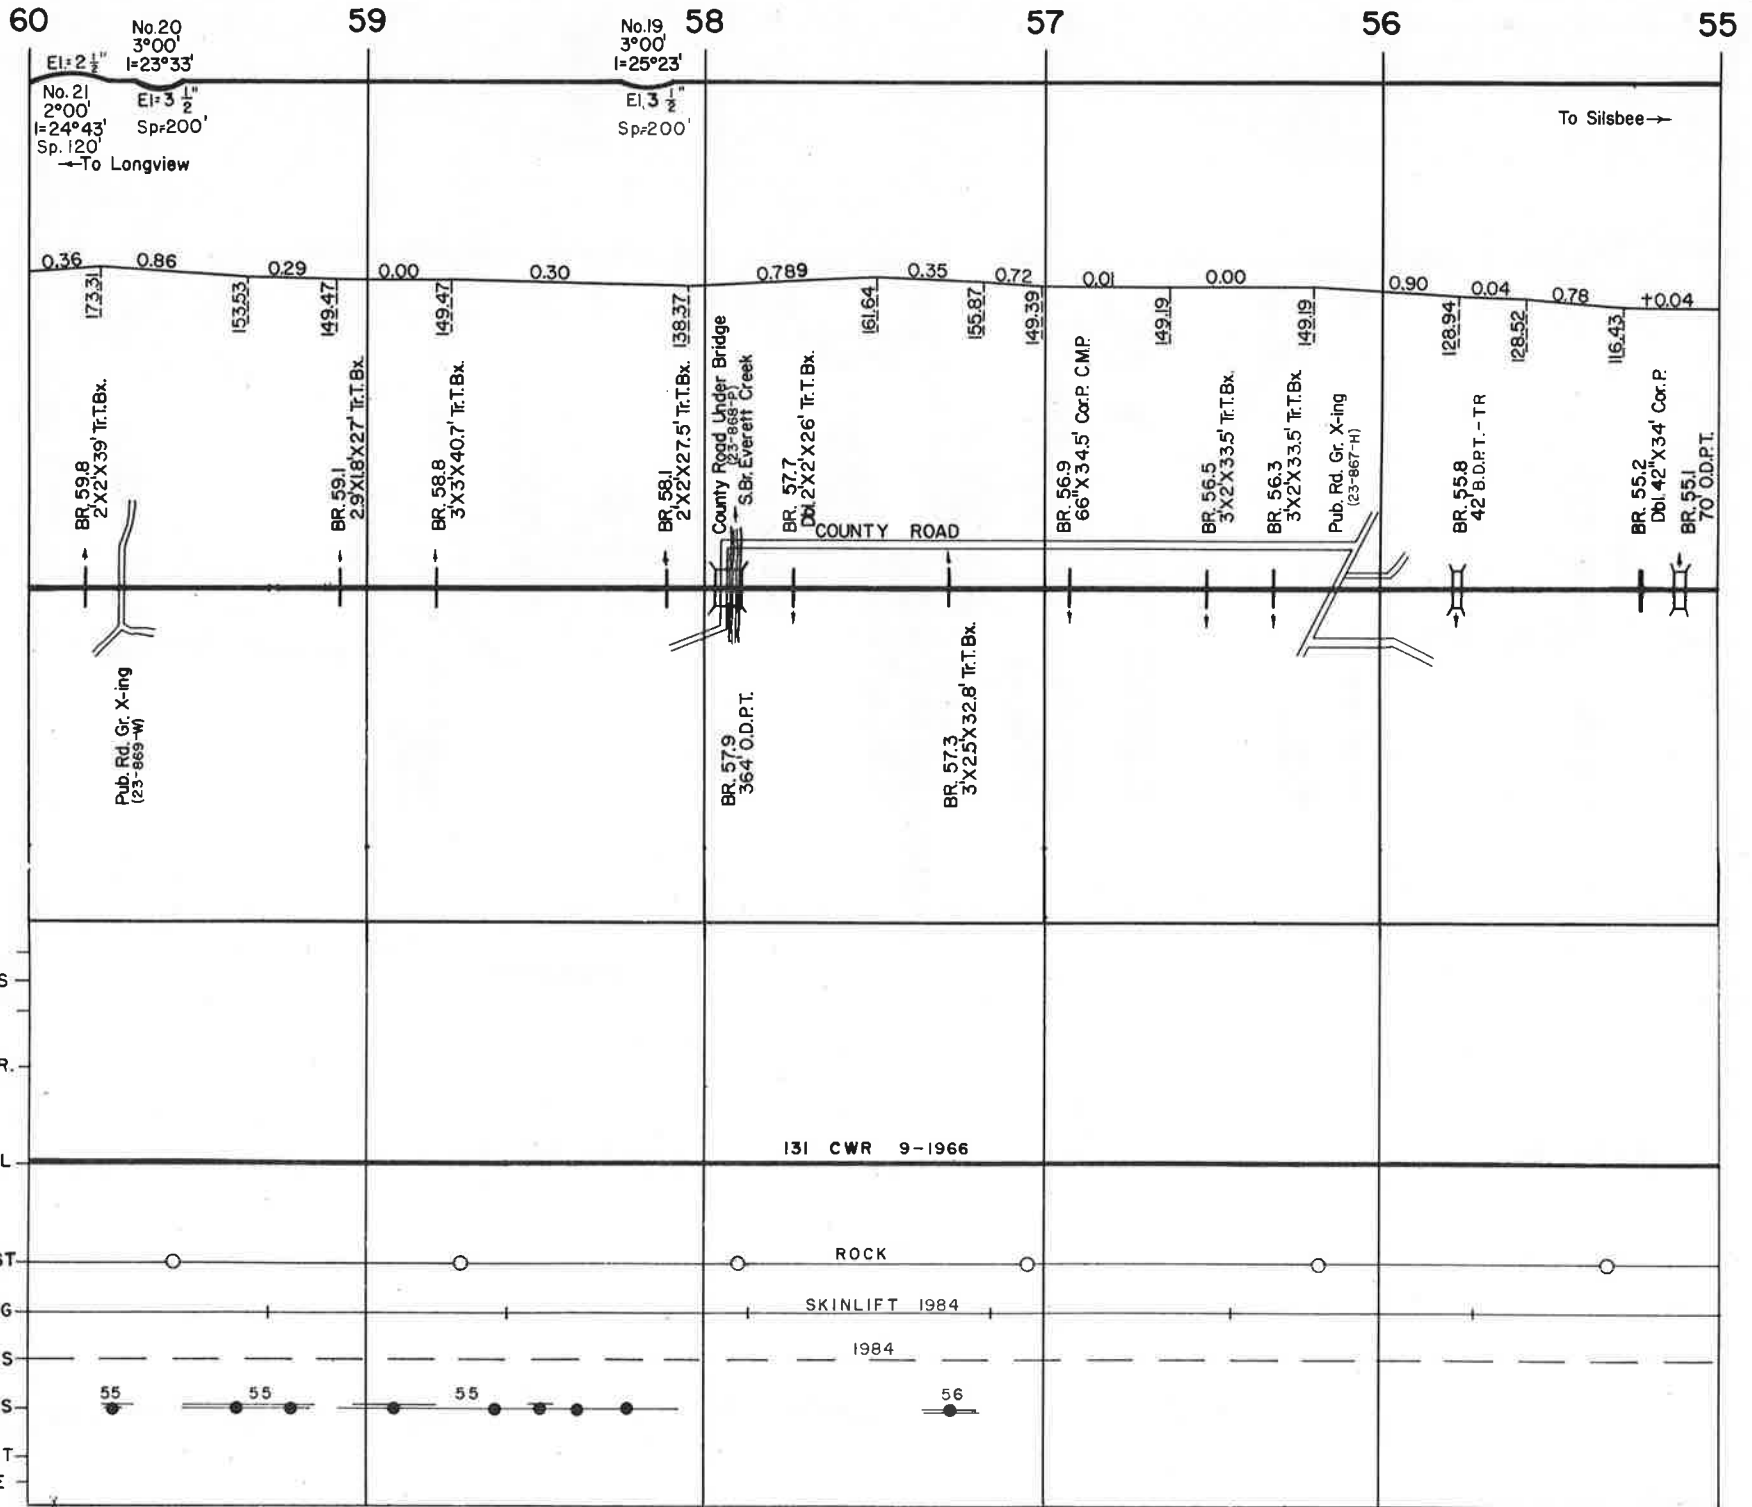 60 59 58 57 56 55
No.20
3°00'
I=23°33'
El=3 1/2"
Sp=200'
No.19
3°00'
I=25°23'
El. 3 1/2"
Sp=200'
El=2 1/2"
No.21
2°00'
I=24°43'
Sp. 120'
←To Longview
To Silsbee→
0.36 0.86 0.29 0.00 0.30 0.789 0.35 0.72 0.01 0.00 0.90 0.04 0.78 +0.04
173.31 153.53 149.47 149.47 138.37 161.64 155.87 149.39 149.19 149.19 128.94 128.52 116.43
BR. 59.8
2'X2'X39' Tr.T.Bx.
BR. 59.1
2.9'X1.8'X27' Tr.T.Bx.
BR. 58.8
3'X3'X40.7' Tr.T.Bx.
BR. 58.1
2'X2'X27.5' Tr.T.Bx.
County Road Under Bridge
(23-868-P)
S.Br. Everett Creek
BR. 57.7
Dbl.2'X2'X26' Tr.T.Bx.
BR. 56.9
66"X34.5' Cor.P. C.M.P.
BR. 56.5
3'X2'X33.5' Tr.T.Bx.
BR. 56.3
3'X2'X33.5' Tr.T.Bx.
Pub. Rd. Gr. X-ing
(23-867-H)
BR. 55.8
42' B.D.P.T.-TR
BR. 55.2
Dbl. 42"X34' Cor.P.
BR. 55.1
70' O.D.P.T.
COUNTY ROAD
Pub. Rd. Gr. X-ing
(23-869-W)
BR. 57.9
364' O.D.P.T.
BR. 57.3
3'X2.5'X32.8' Tr.T.Bx.
S
R.
L
131 CWR 9-1966
ST
ROCK
G
SKINLIFT 1984
S
1984
S
55 55 55 56
T
E